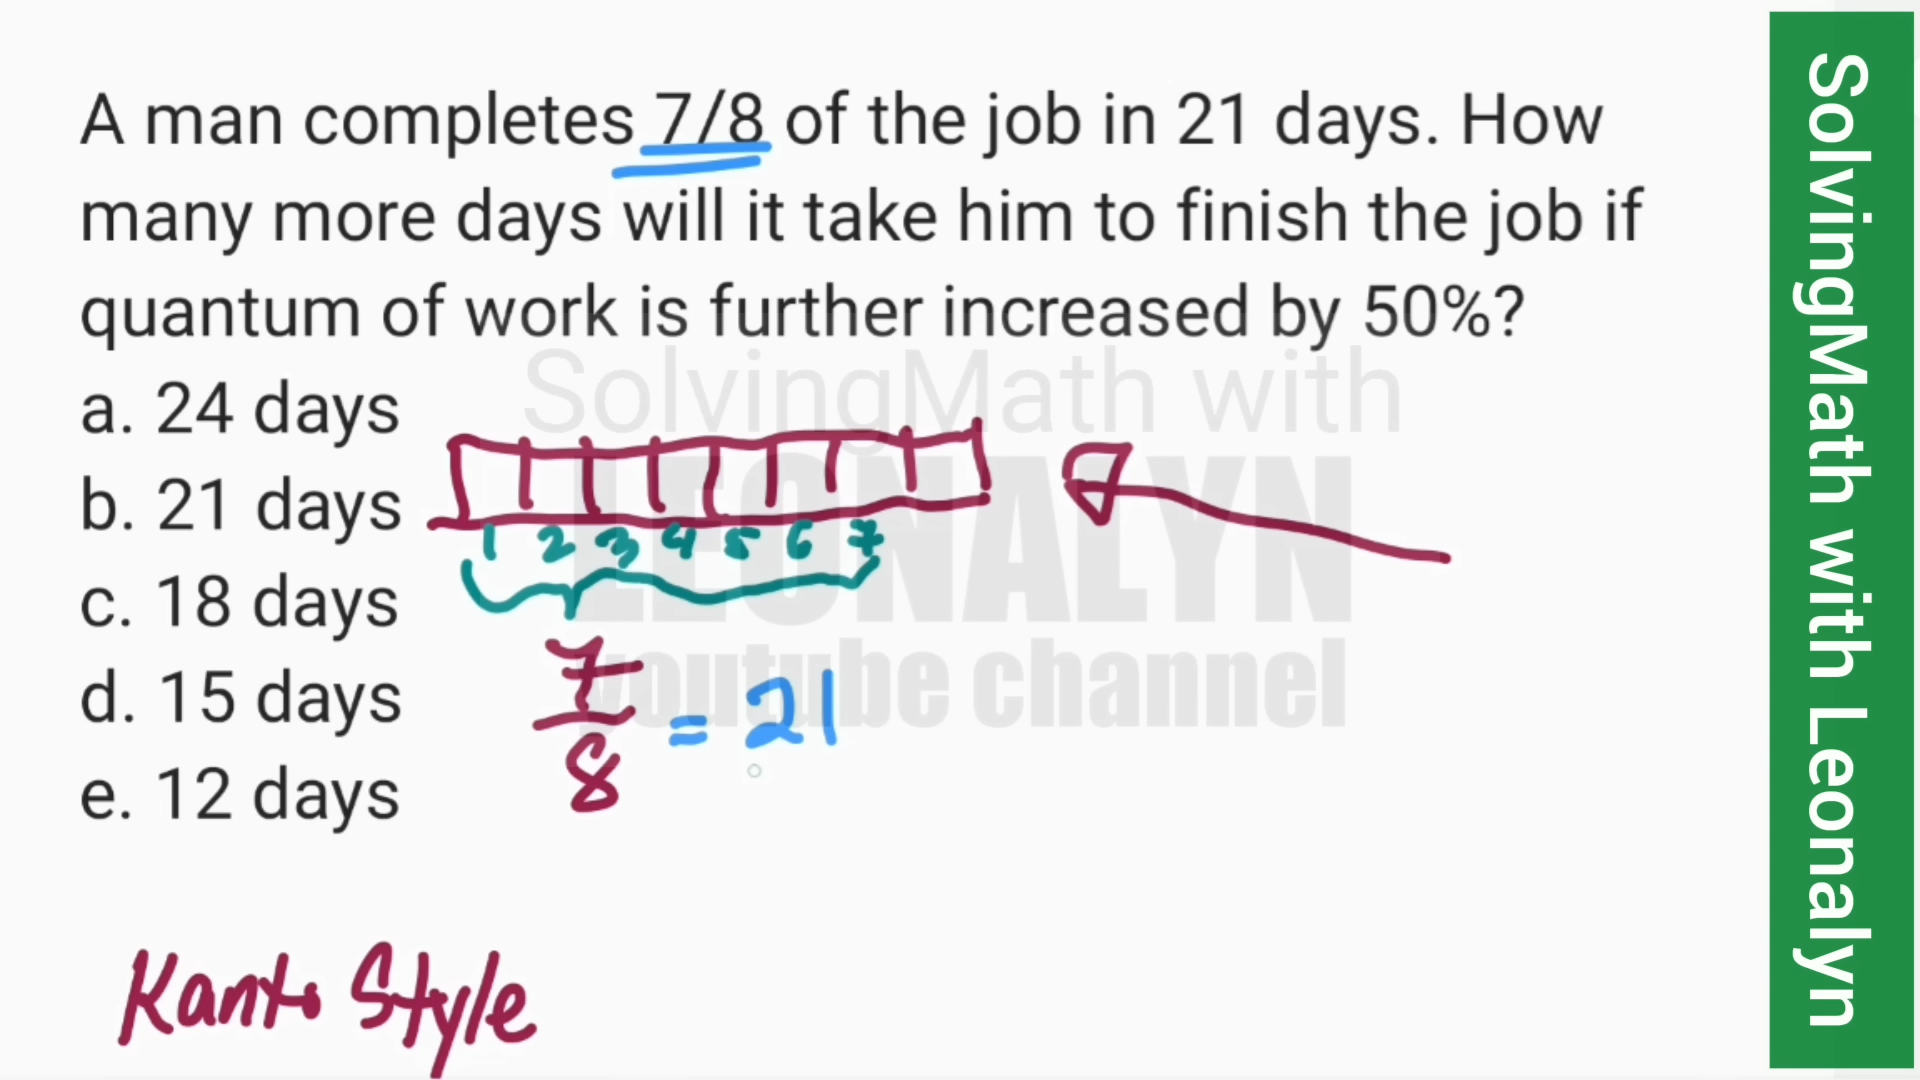 A man completes 7/8 of the job in 21 days. How
many more days will it take him to finish the job if
quantum of work is further increased by 50%?
a. 24 days
b. 21 days
c. 18 days
d. 15 days
e. 12 days
1 2 3 4 5 6 7
7
8
= 21
Kanto Style
SolvingMath with
LEONALYN
youtube channel
SolvingMath with Leonalyn